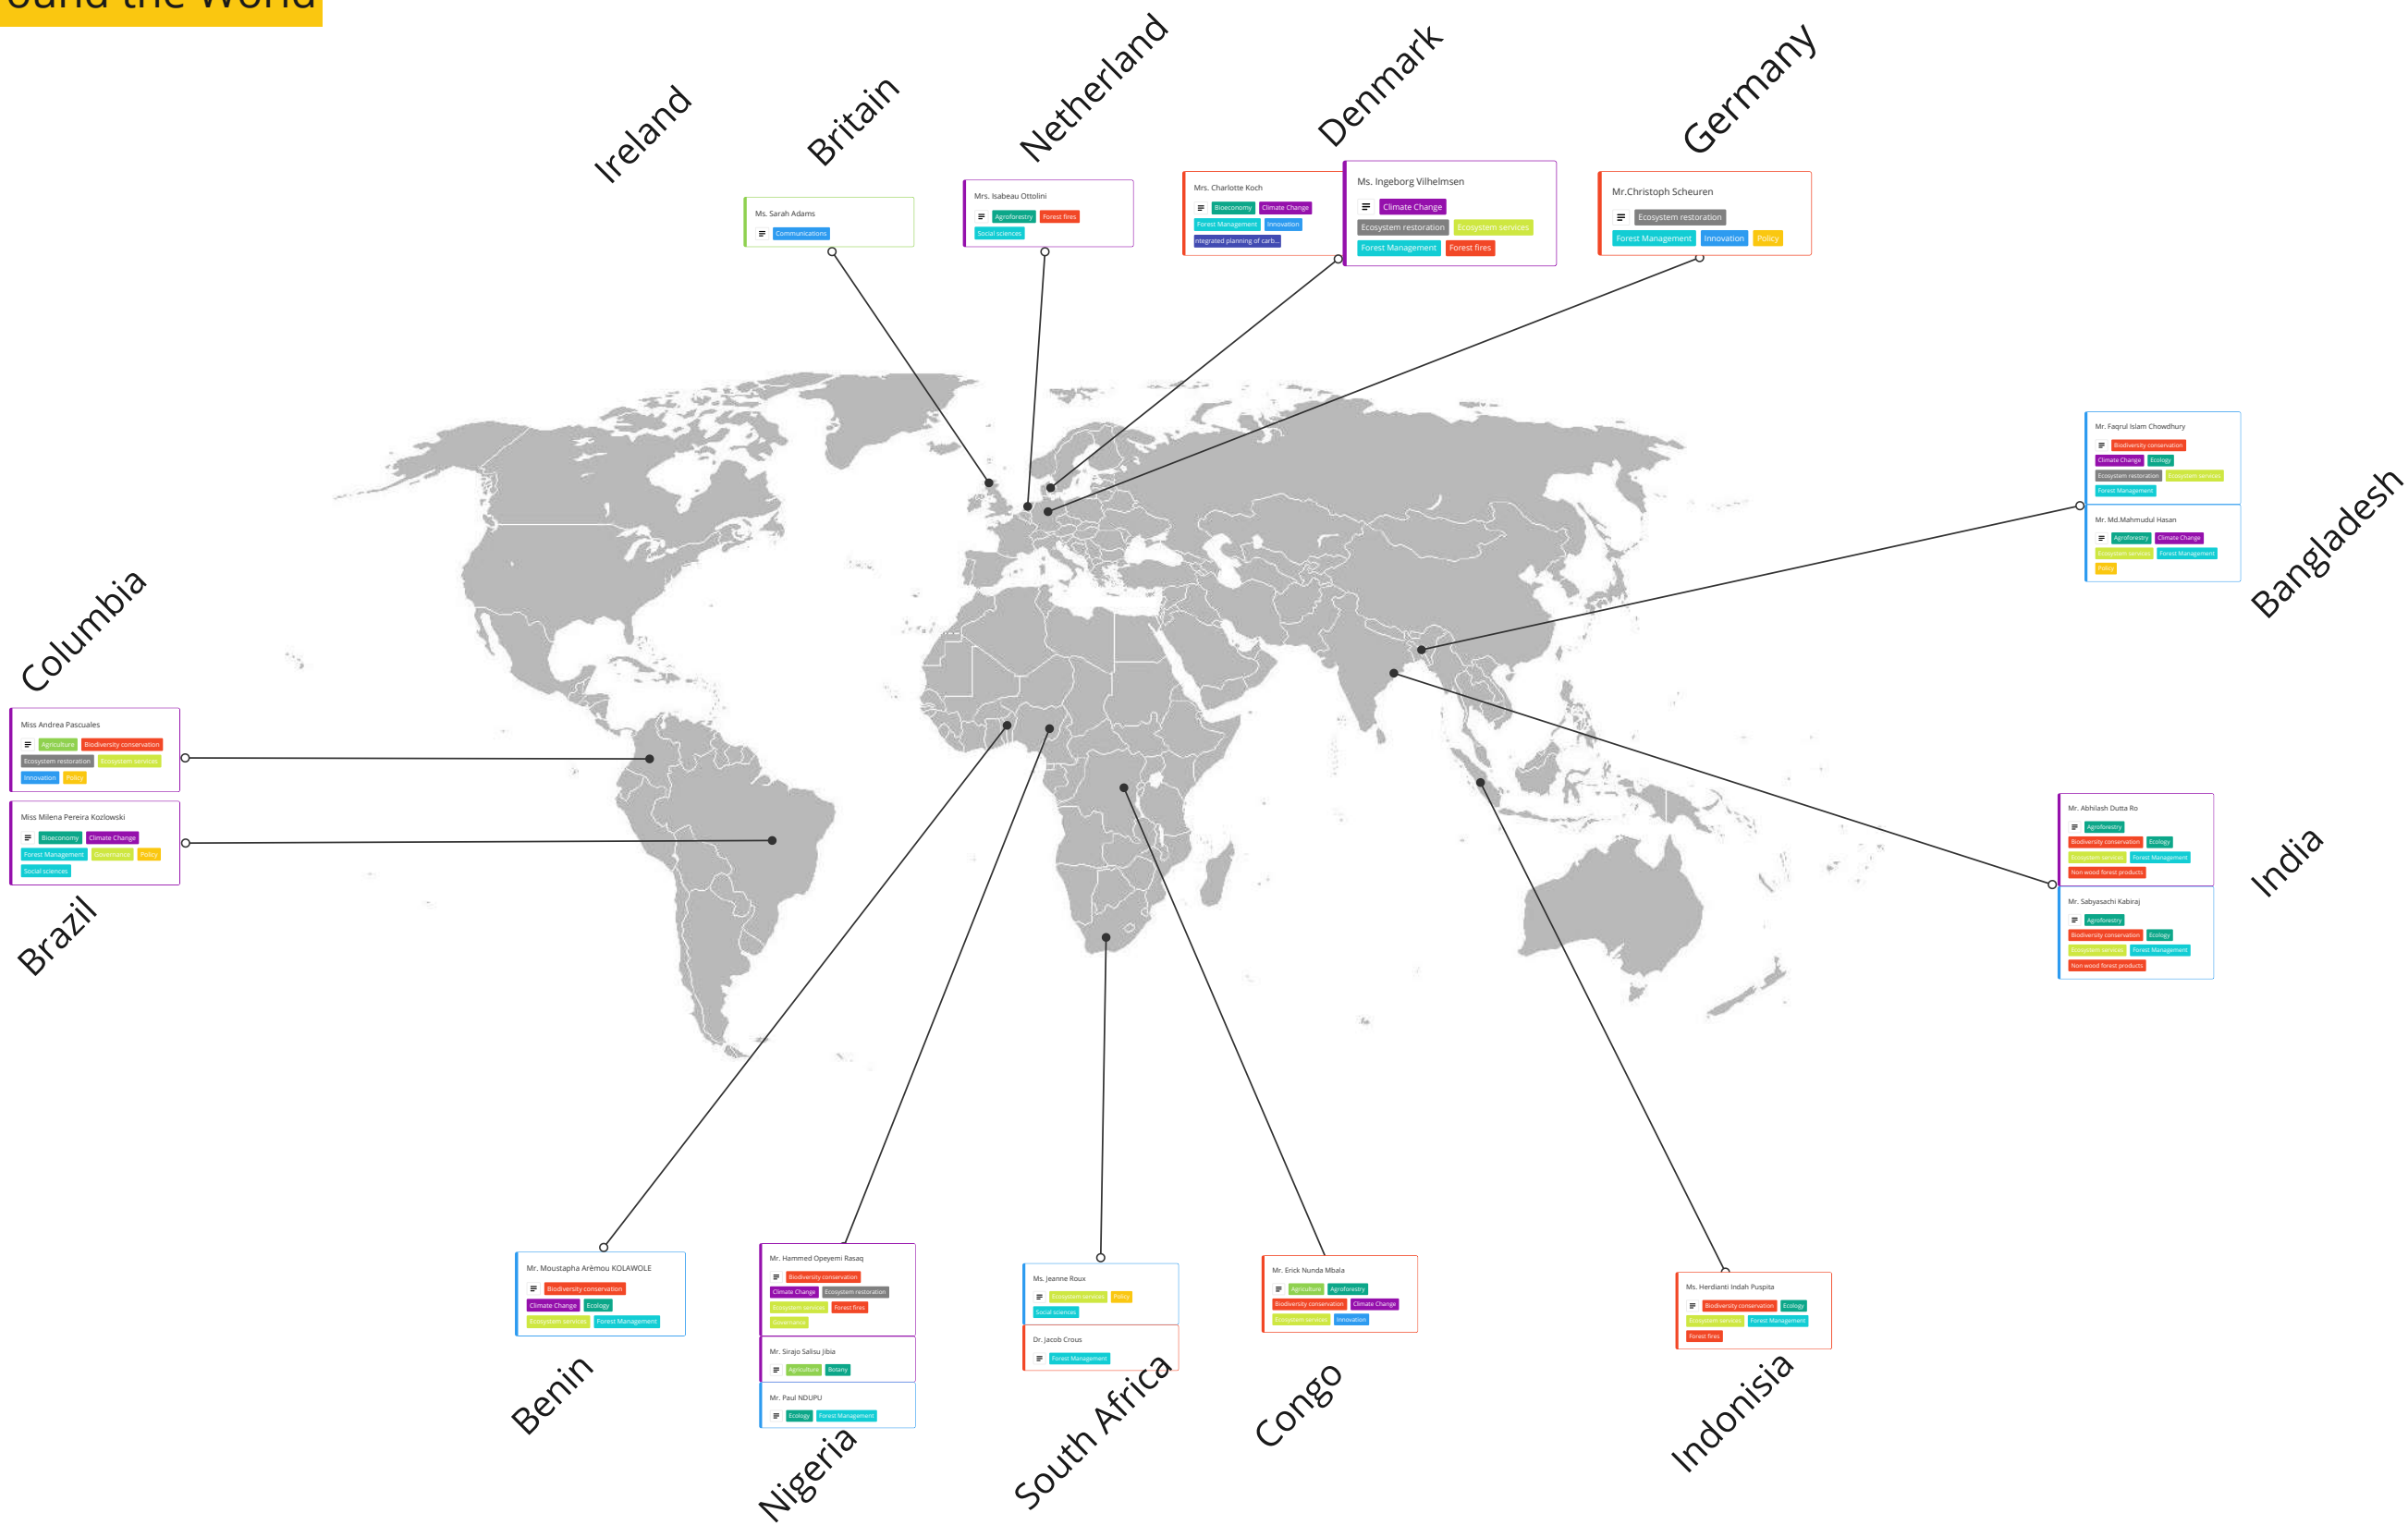 ound the World
Ireland
Britain
Netherland
Denmark
Germany
Ms. Sarah Adams
Communications
Mrs. Isabeau Ottolini
Agroforestry Forest fires
Social sciences
Mrs. Charlotte Koch
Bioeconomy Climate Change
Forest Management Innovation
ntegrated planning of carb...
Ms. Ingeborg Vilhelmsen
Climate Change
Ecosystem restoration Ecosystem services
Forest Management Forest fires
Mr.Christoph Scheuren
Ecosystem restoration
Forest Management Innovation Policy
Mr. Faqrul Islam Chowdhury
Biodiversity conservation
Climate Change Ecology
Ecosystem restoration Ecosystem services
Forest Management
Mr. Md.Mahmudul Hasan
Agroforestry Climate Change
Ecosystem services Forest Management
Policy
Bangladesh
Columbia
Miss Andrea Pascuales
Agriculture Biodiversity conservation
Ecosystem restoration Ecosystem services
Innovation Policy
Miss Milena Pereira Kozlowski
Bioeconomy Climate Change
Forest Management Governance Policy
Social sciences
Brazil
Mr. Abhilash Dutta Ro
Agroforestry
Biodiversity conservation Ecology
Ecosystem services Forest Management
Non wood forest products
Mr. Sabyasachi Kabiraj
Agroforestry
Biodiversity conservation Ecology
Ecosystem services Forest Management
Non wood forest products
India
Mr. Moustapha Arèmou KOLAWOLE
Biodiversity conservation
Climate Change Ecology
Ecosystem services Forest Management
Benin
Mr. Hammed Opeyemi Rasaq
Biodiversity conservation
Climate Change Ecosystem restoration
Ecosystem services Forest fires
Governance
Mr. Sirajo Salisu Jibia
Agriculture Botany
Mr. Paul NDUPU
Ecology Forest Management
Nigeria
Ms. Jeanne Roux
Ecosystem services Policy
Social sciences
Dr. Jacob Crous
Forest Management
South Africa
Mr. Erick Nunda Mbala
Agriculture Agroforestry
Biodiversity conservation Climate Change
Ecosystem services Innovation
Congo
Ms. Herdianti Indah Puspita
Biodiversity conservation Ecology
Ecosystem services Forest Management
Forest fires
Indonisia